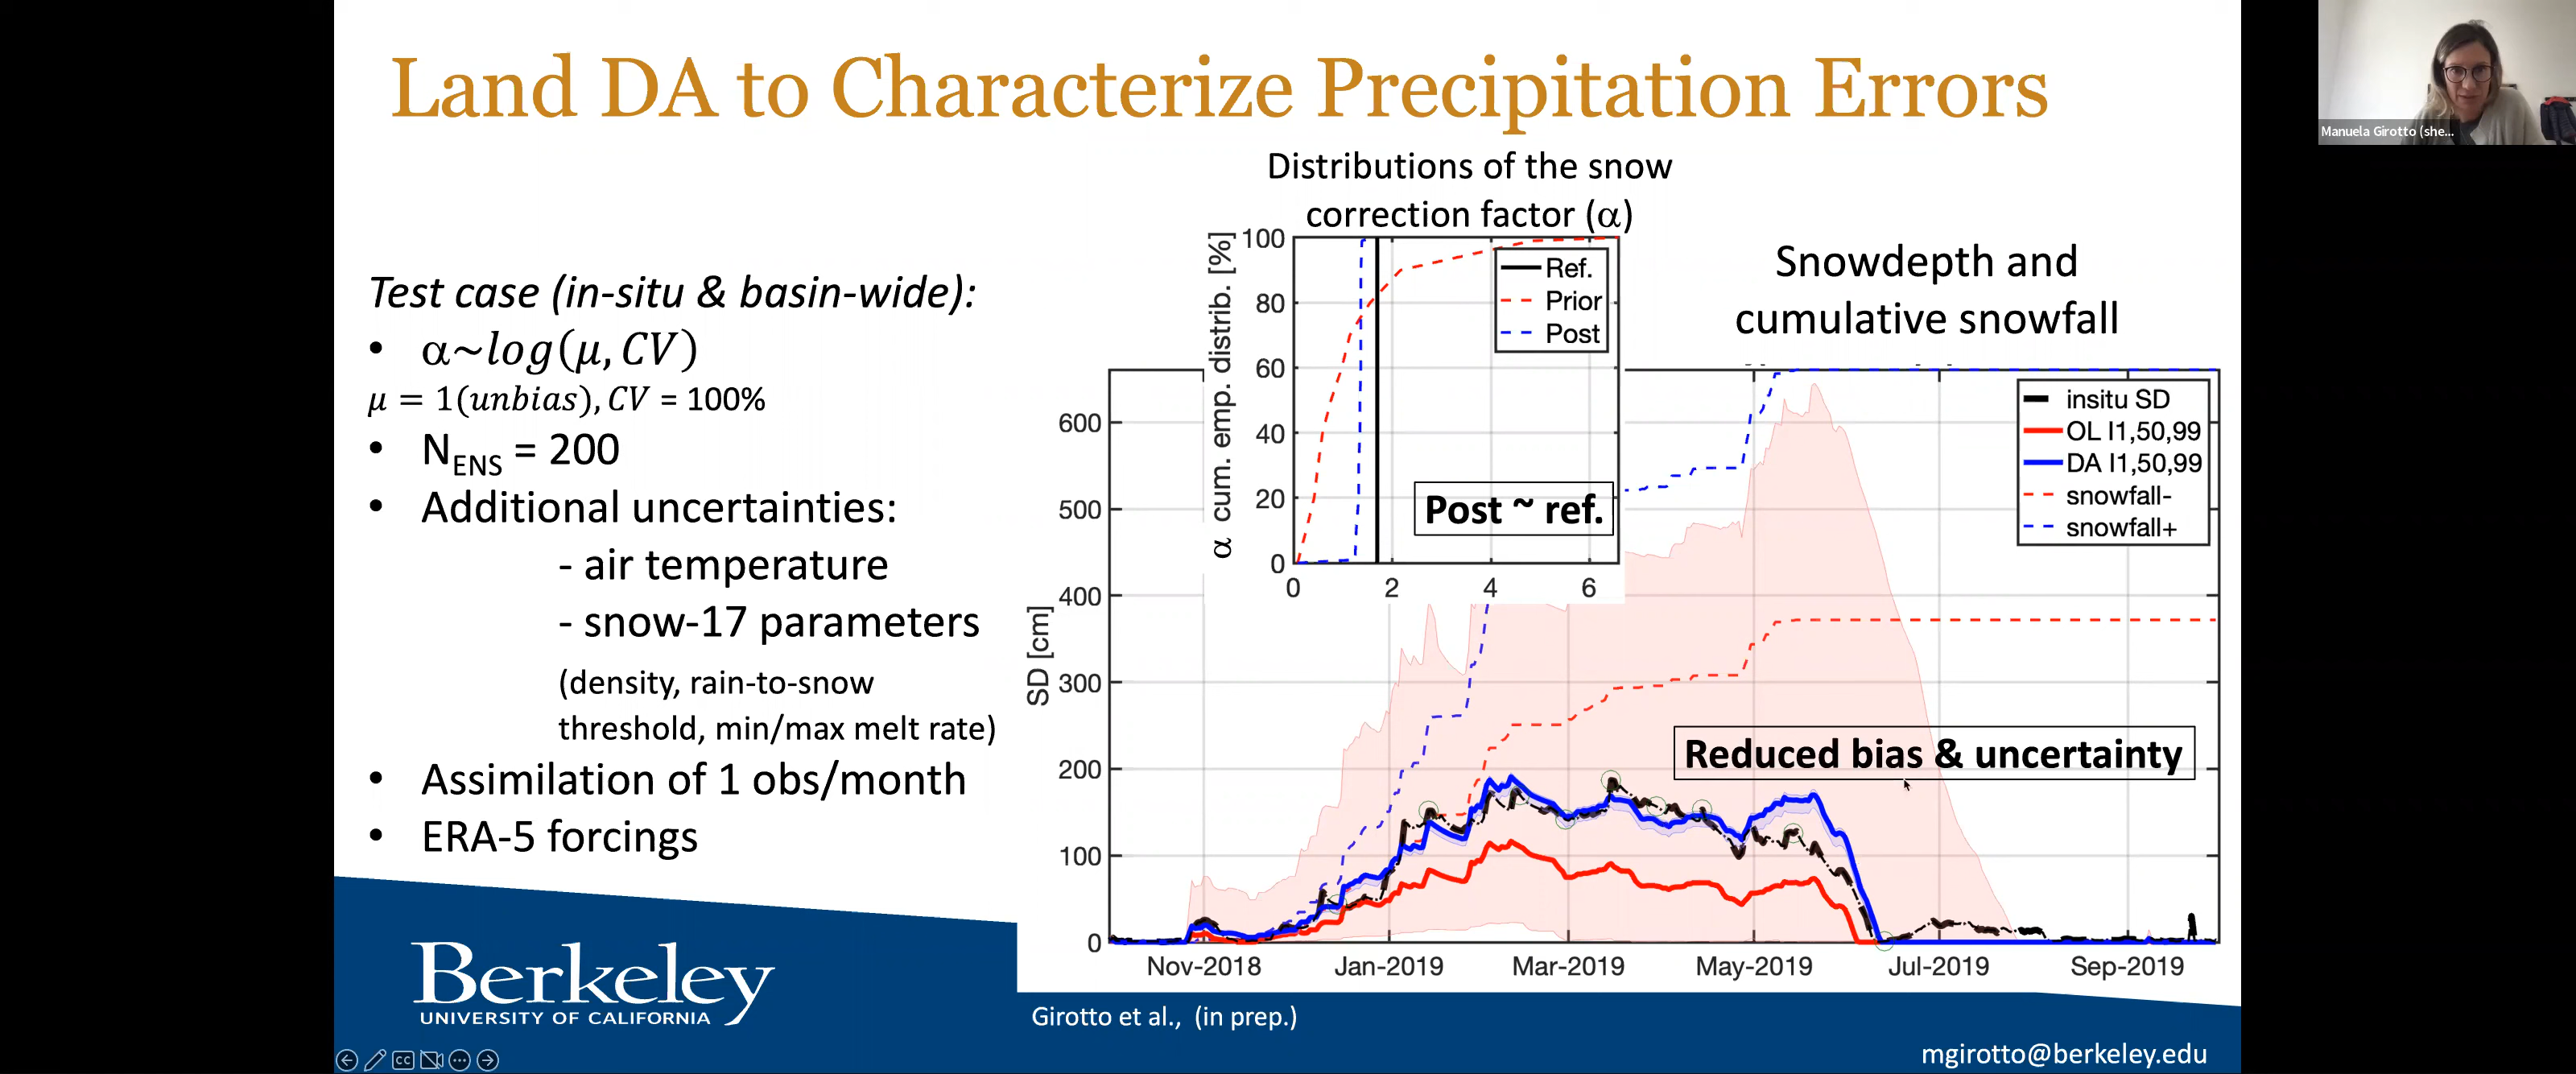 Land DA to Characterize Precipitation Errors
Manuela Girotto (she...
Test case (in-situ & basin-wide):
• α~log(μ, CV)
μ = 1(unbias), CV = 100%
• NENS = 200
• Additional uncertainties:
- air temperature
- snow-17 parameters
(density, rain-to-snow
threshold, min/max melt rate)
• Assimilation of 1 obs/month
• ERA-5 forcings
Distributions of the snow
correction factor (α)
α cum. emp. distrib. [%]
100
80
60
40
20
0
0 2 4 6
Ref.
Prior
Post
Post ~ ref.
Snowdepth and
cumulative snowfall
SD [cm]
600
500
400
300
200
100
0
Nov-2018 Jan-2019 Mar-2019 May-2019 Jul-2019 Sep-2019
insitu SD
OL I1,50,99
DA I1,50,99
snowfall-
snowfall+
Reduced bias & uncertainty
Berkeley
UNIVERSITY OF CALIFORNIA
Girotto et al., (in prep.)
mgirotto@berkeley.edu
CC